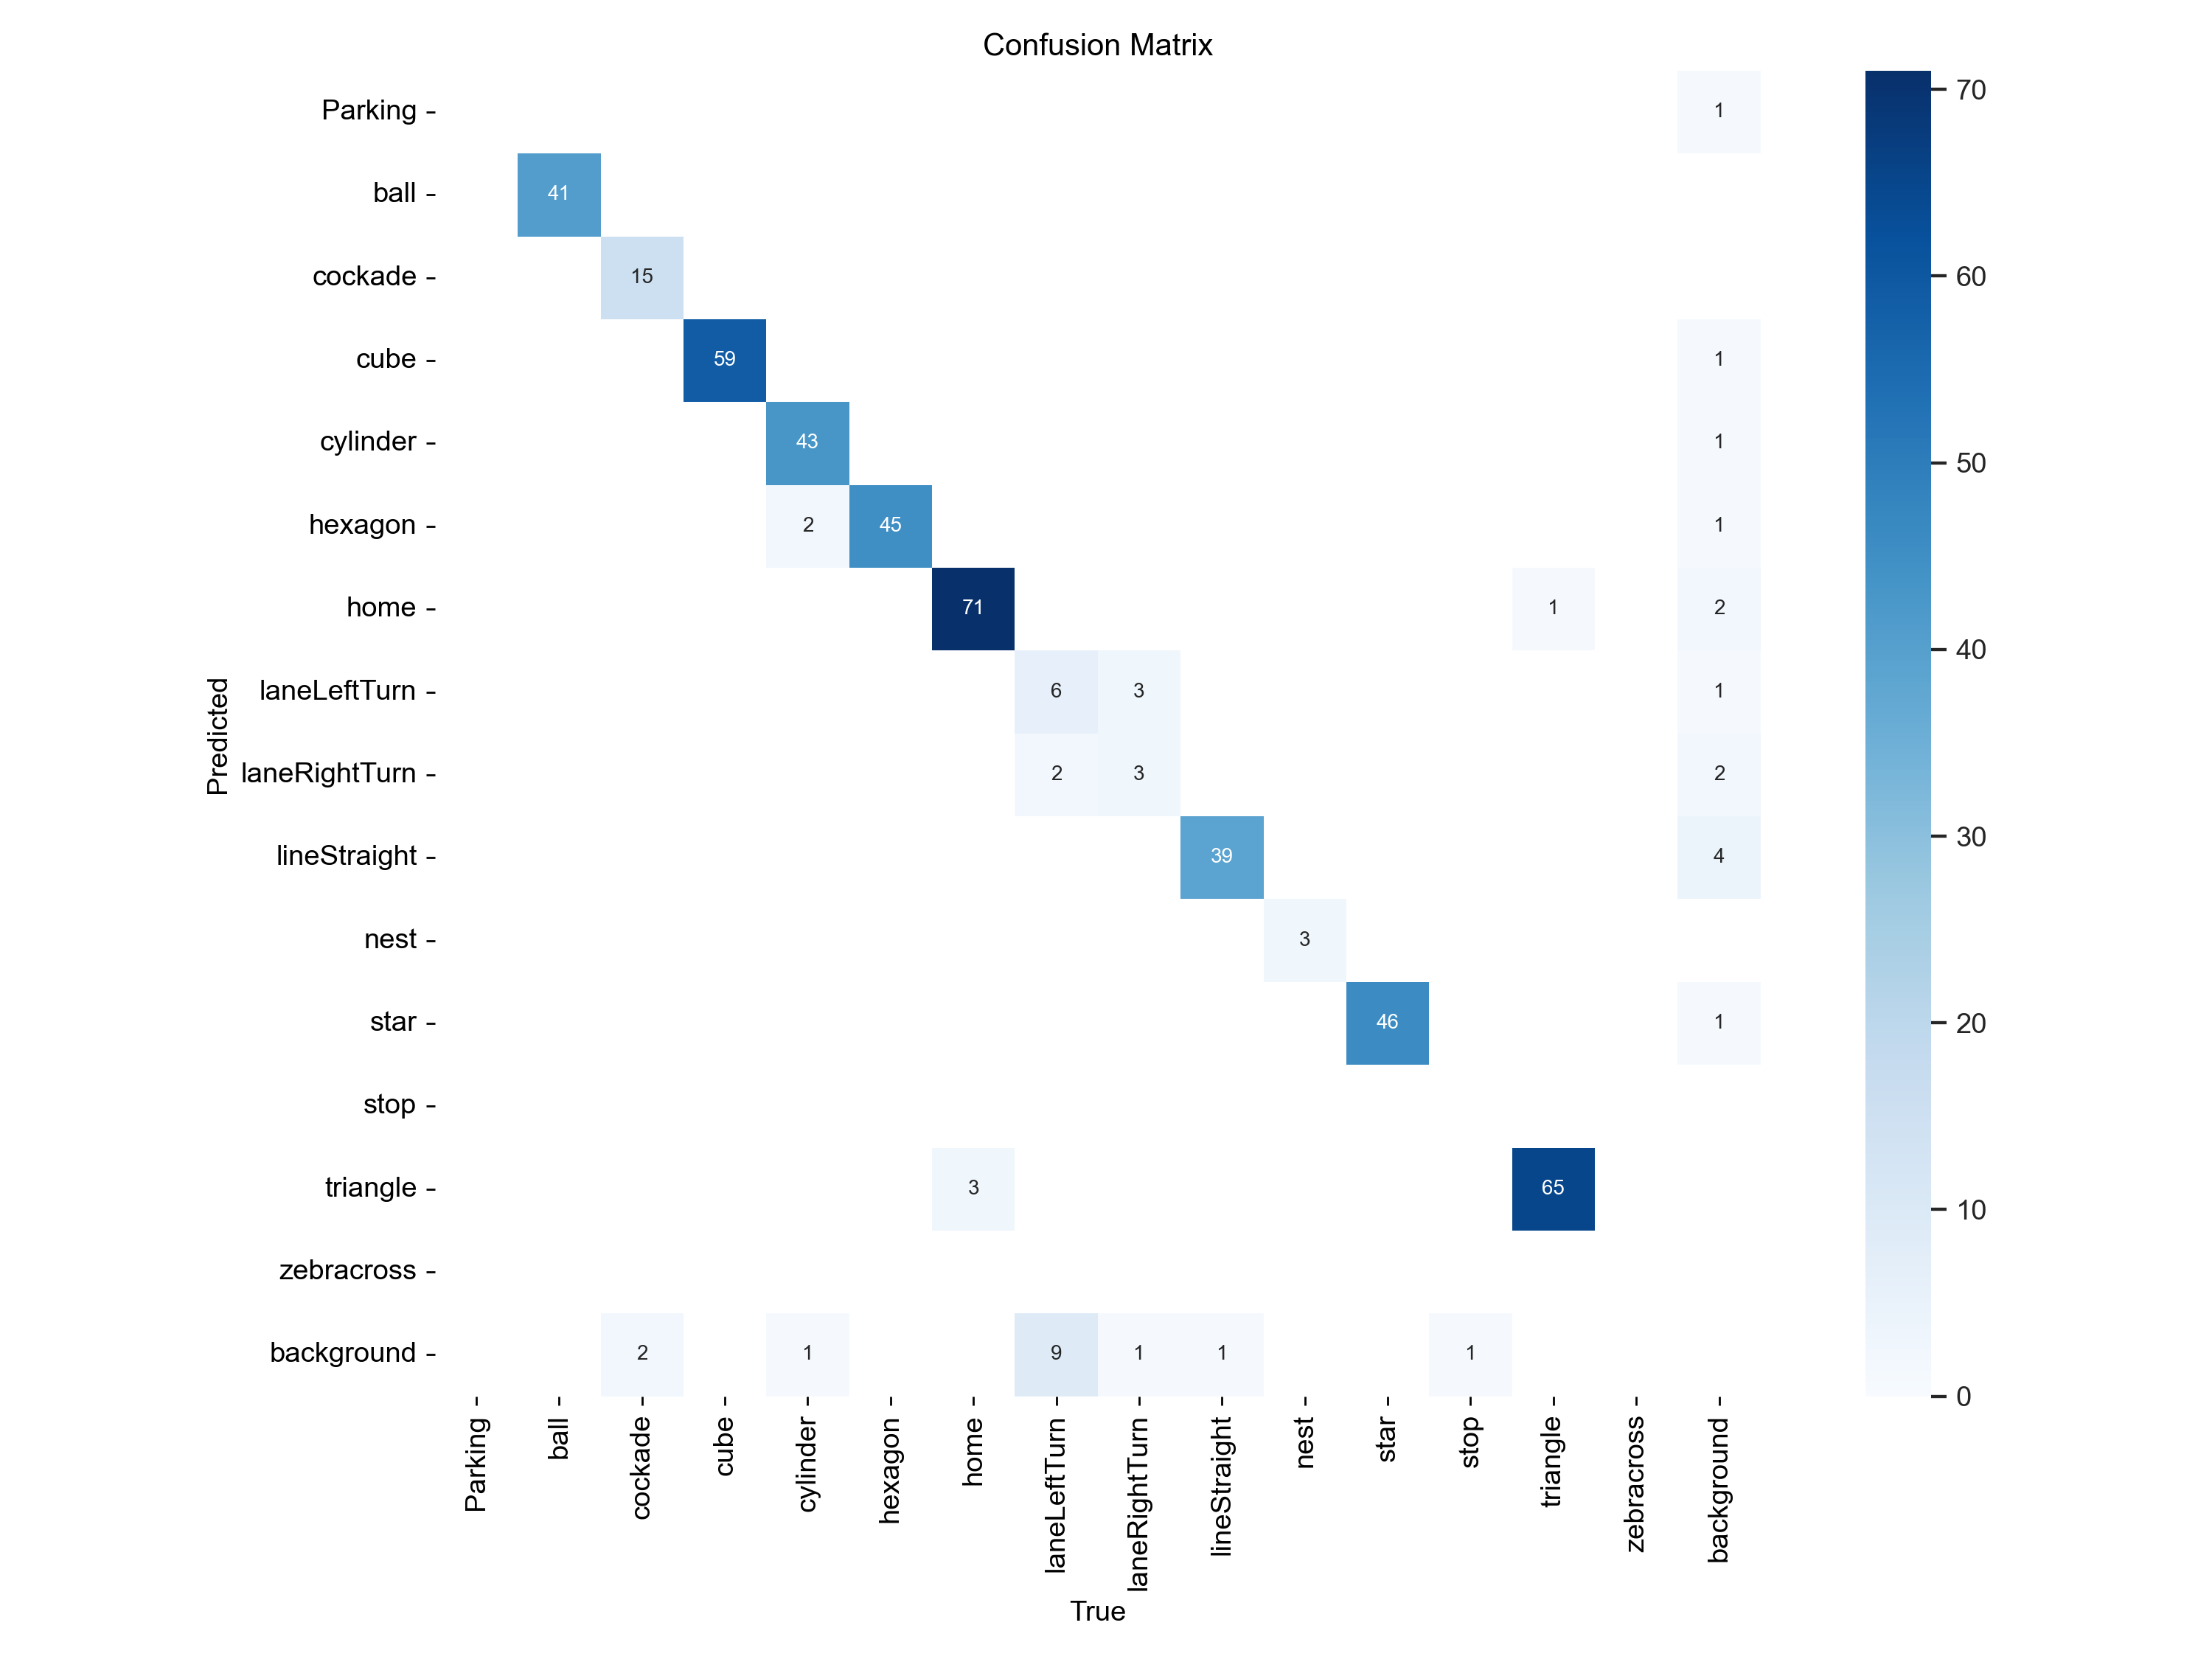 Confusion Matrix
Parking 1 70
ball 41
cockade 15 60
cube 59 1
cylinder 43 1 50
hexagon 2 45 1
home 71 1 2 40
Predicted
laneLeftTurn 6 3 1
laneRightTurn 2 3 2
lineStraight 39 4 30
nest 3
star 46 1 20
stop
triangle 3 65 10
zebracross
background 2 1 9 1 1 1 0
Parking ball cockade cube cylinder hexagon home laneLeftTurn laneRightTurn lineStraight nest star stop triangle zebracross background
True